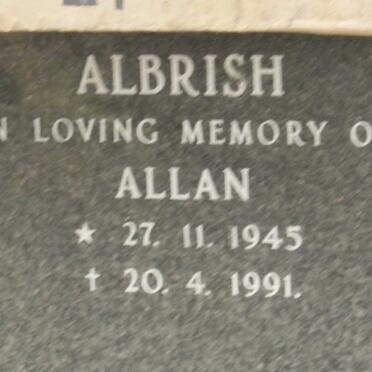 ALBRISH
N LOVING MEMORY O
ALLAN
★ 27. 11. 1945
† 20. 4. 1991.